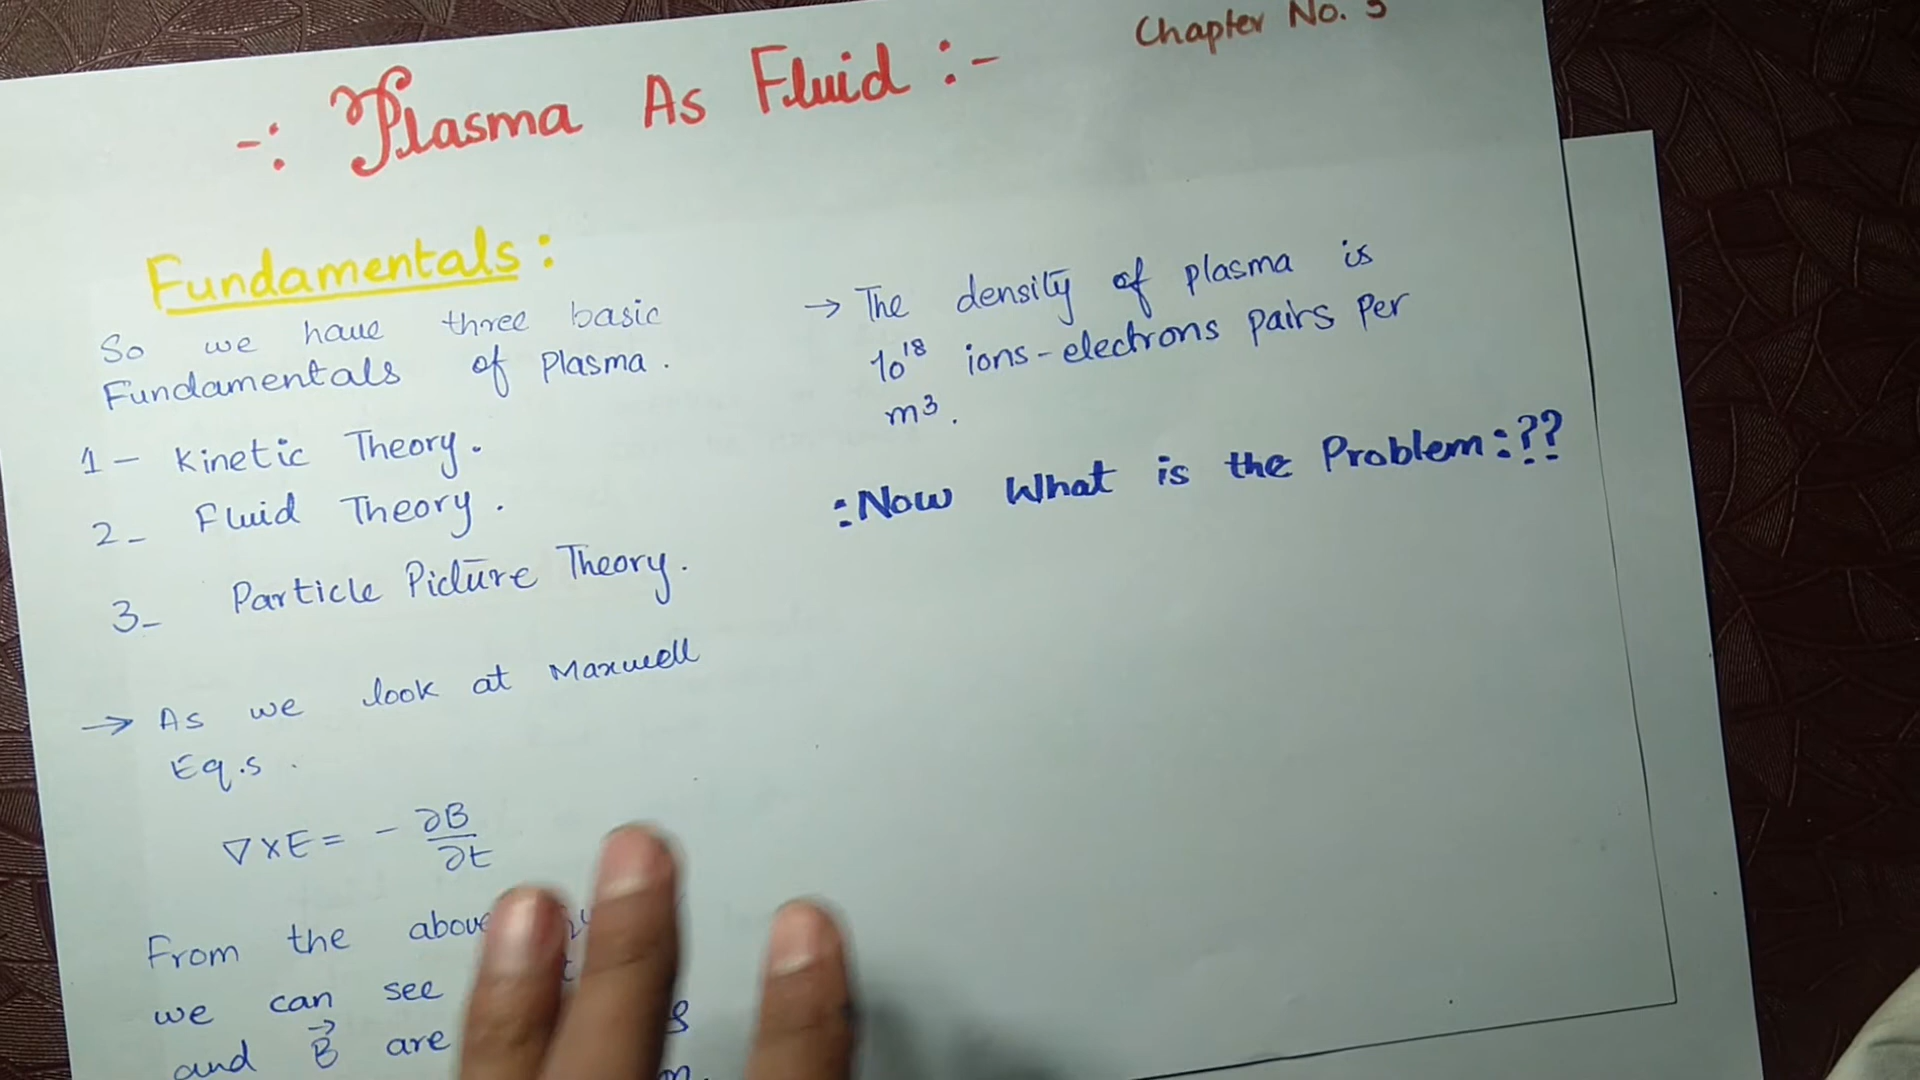 Chapter No. 3
-: Plasma As Fluid :-
Fundamentals:
So we have three basic
Fundamentals of Plasma.
1- Kinetic Theory.
2- Fluid Theory.
3- Particle Picture Theory.
→ As we look at Maxwell
Eq.s.
∇×E = - ∂B/∂t
From the above
we can see
and B⃗ are
→ The density of plasma is
10¹⁸ ions-electrons pairs per
m³.
:Now What is the Problem:??